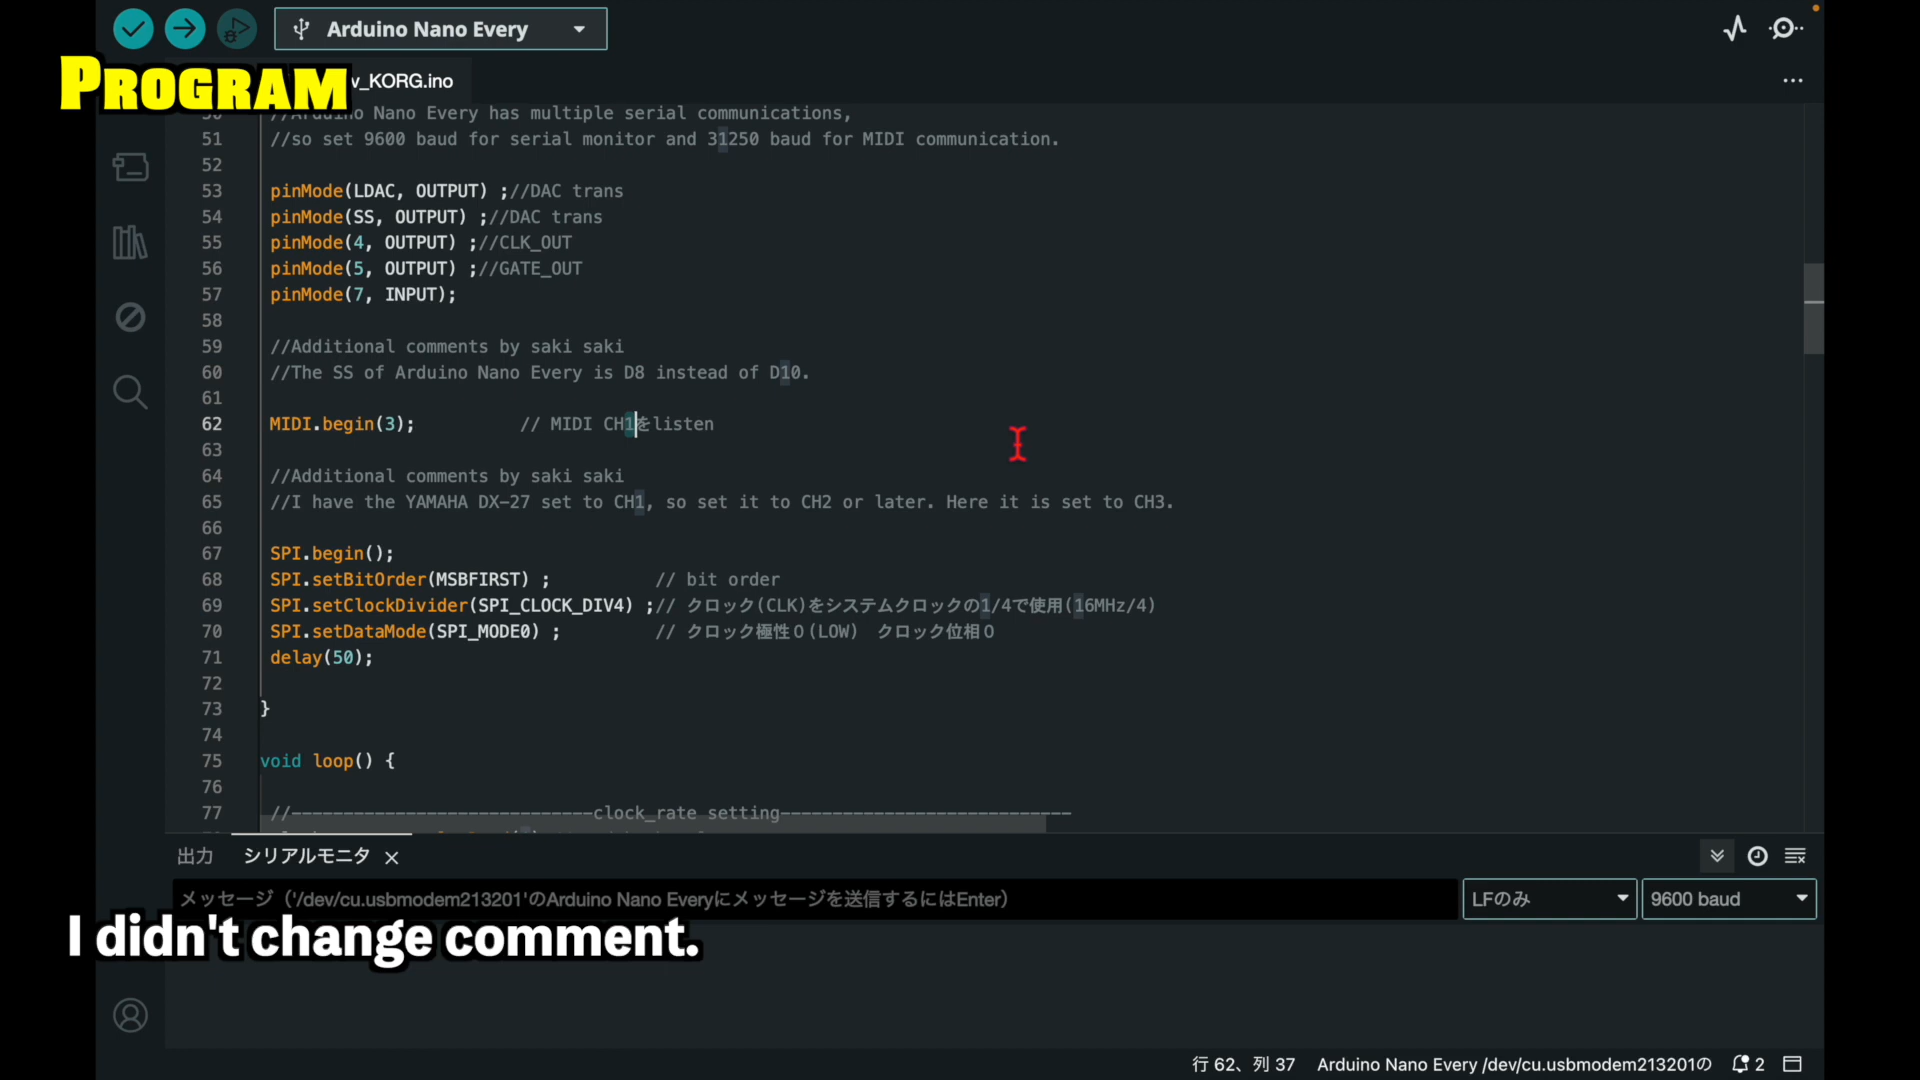 Arduino Nano Every
PROGRAM
v_KORG.ino
50 //Arduino Nano Every has multiple serial communications,
51 //so set 9600 baud for serial monitor and 31250 baud for MIDI communication.
52
53 pinMode(LDAC, OUTPUT) ;//DAC trans
54 pinMode(SS, OUTPUT) ;//DAC trans
55 pinMode(4, OUTPUT) ;//CLK_OUT
56 pinMode(5, OUTPUT) ;//GATE_OUT
57 pinMode(7, INPUT);
58
59 //Additional comments by saki saki
60 //The SS of Arduino Nano Every is D8 instead of D10.
61
62 MIDI.begin(3); // MIDI CH1をlisten
63
64 //Additional comments by saki saki
65 //I have the YAMAHA DX-27 set to CH1, so set it to CH2 or later. Here it is set to CH3.
66
67 SPI.begin();
68 SPI.setBitOrder(MSBFIRST) ; // bit order
69 SPI.setClockDivider(SPI_CLOCK_DIV4) ;// クロック(CLK)をシステムクロックの1/4で使用(16MHz/4)
70 SPI.setDataMode(SPI_MODE0) ; // クロック極性０(LOW)　クロック位相０
71 delay(50);
72
73 }
74
75 void loop() {
76
77 //-----------------------------clock_rate setting----------------------------
出力 シリアルモニタ
メッセージ（'/dev/cu.usbmodem213201'のArduino Nano Everyにメッセージを送信するにはEnter）
LFのみ
9600 baud
I didn't change comment.
行 62、列 37 Arduino Nano Every /dev/cu.usbmodem213201の 2